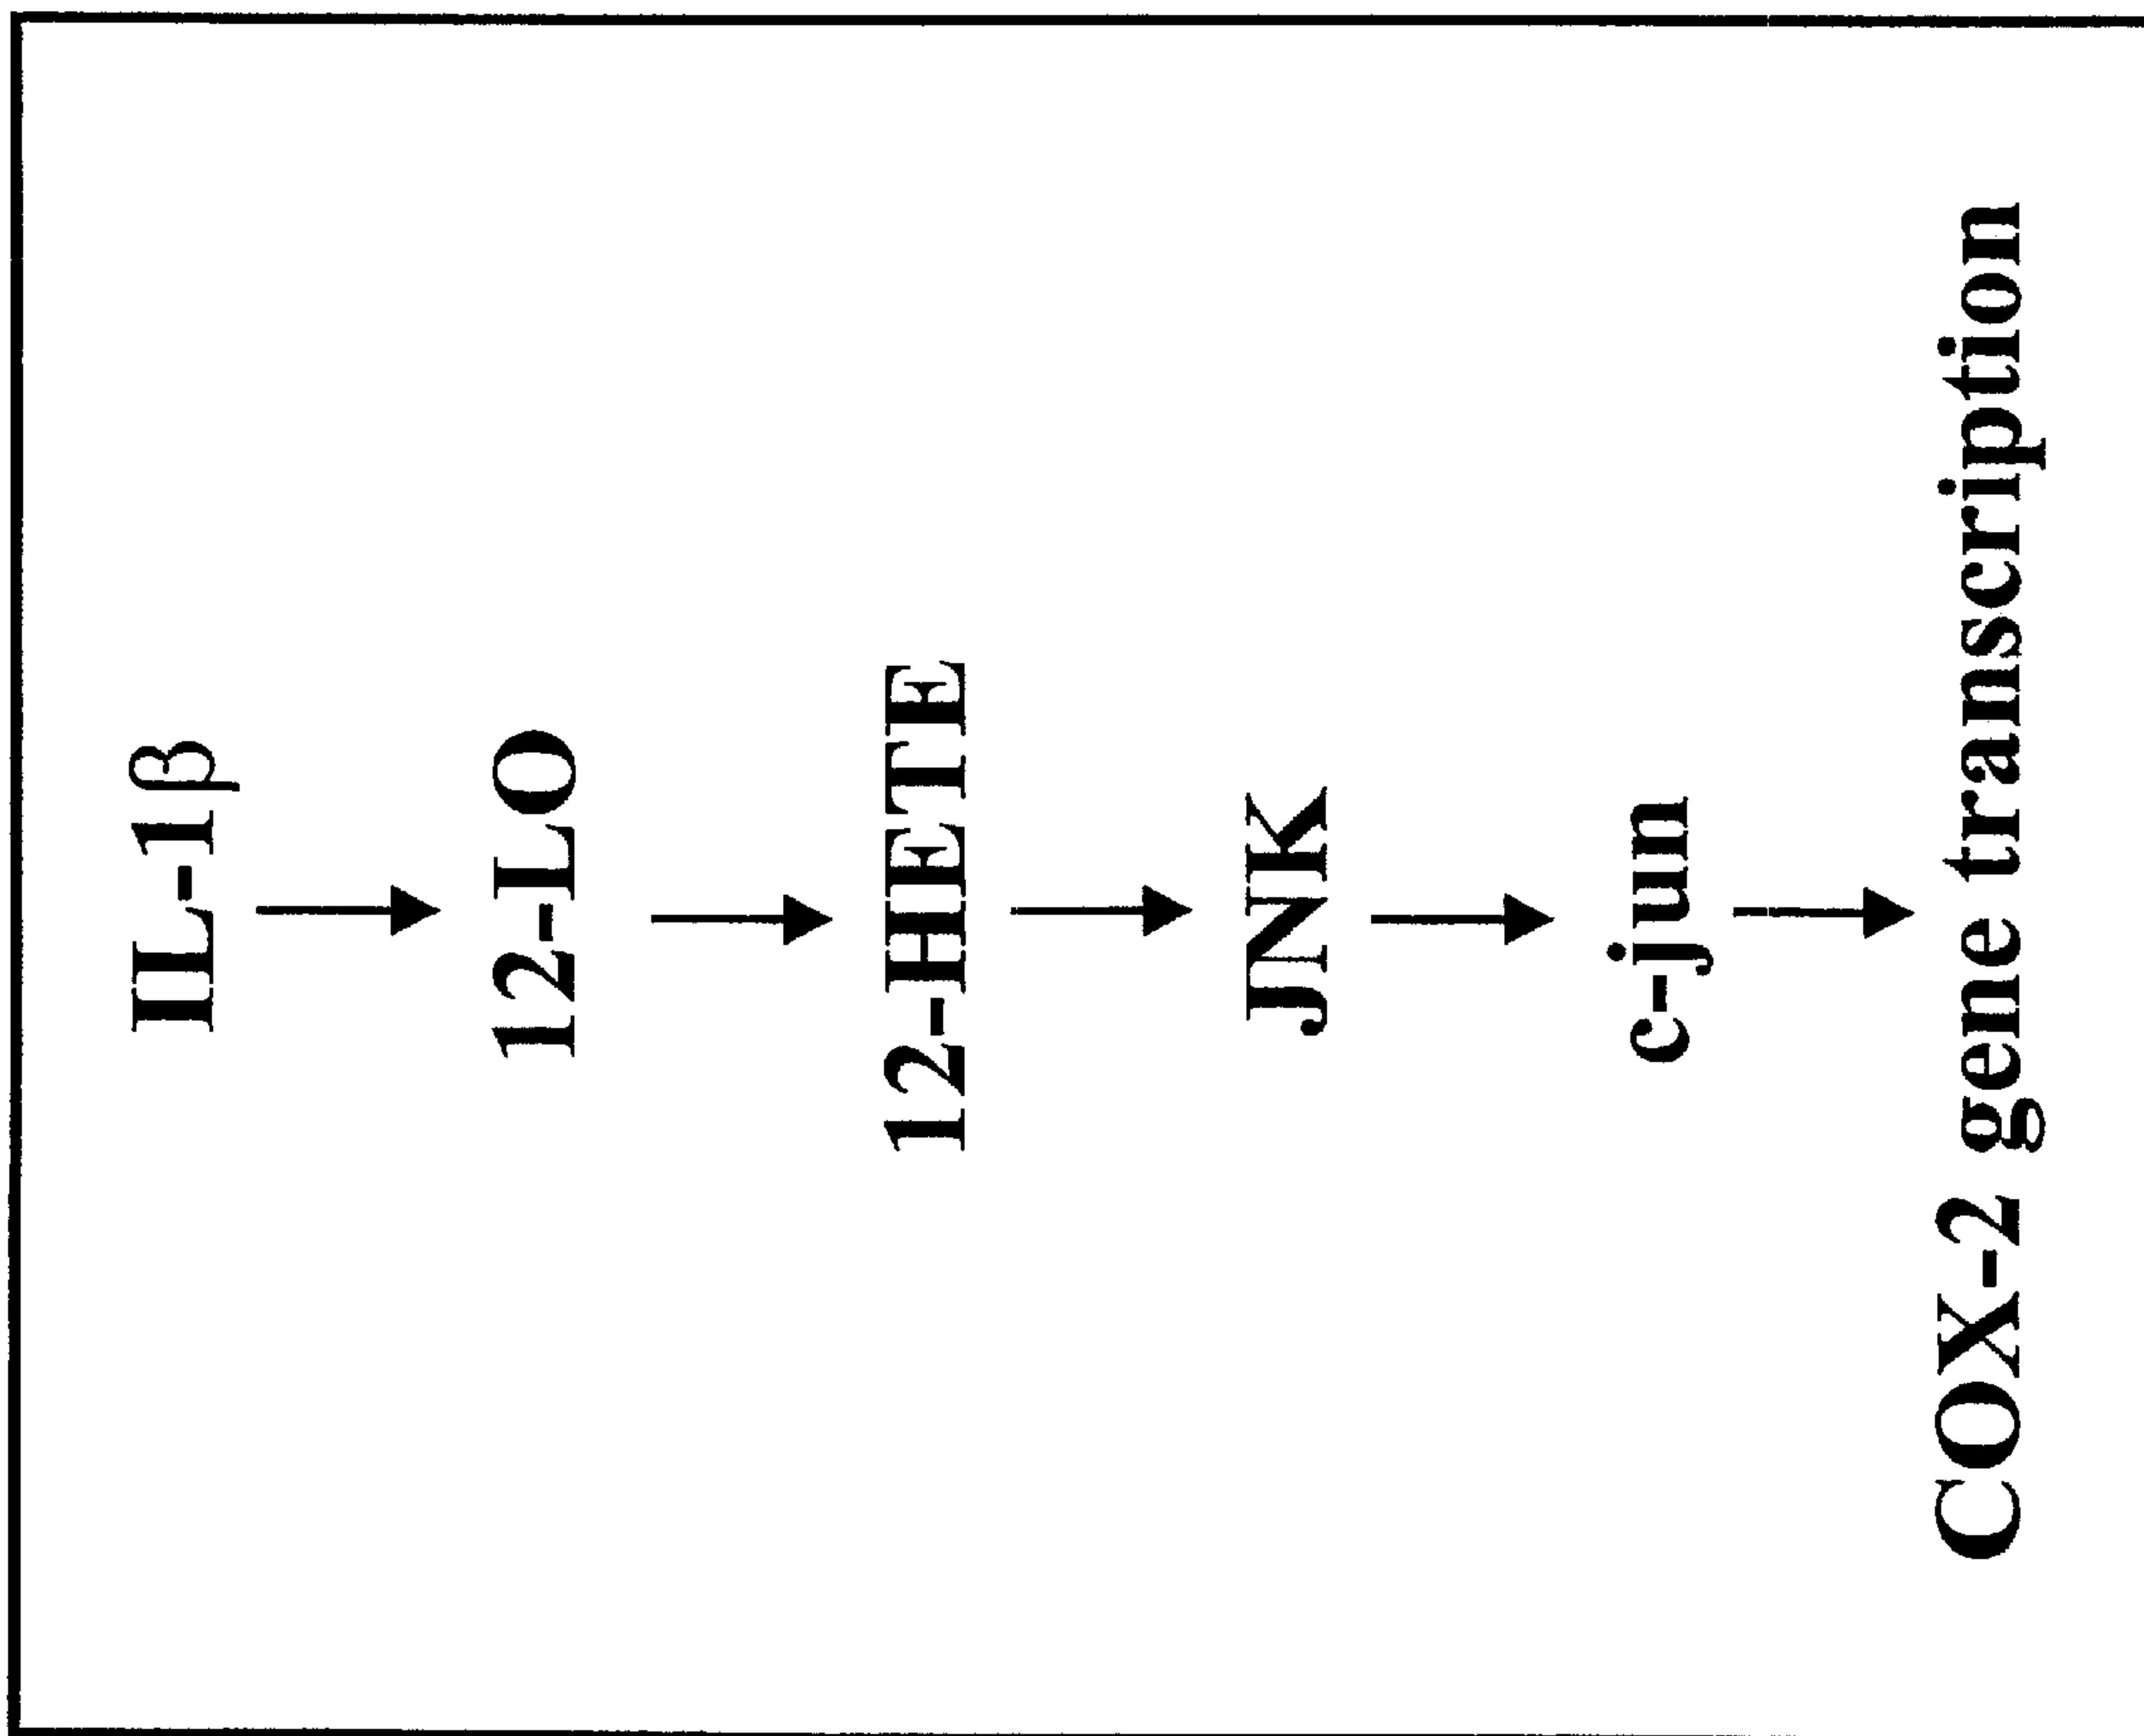 IL-1β
12-LO
12-HETE
JNK
c-jun
COX-2 gene transcription